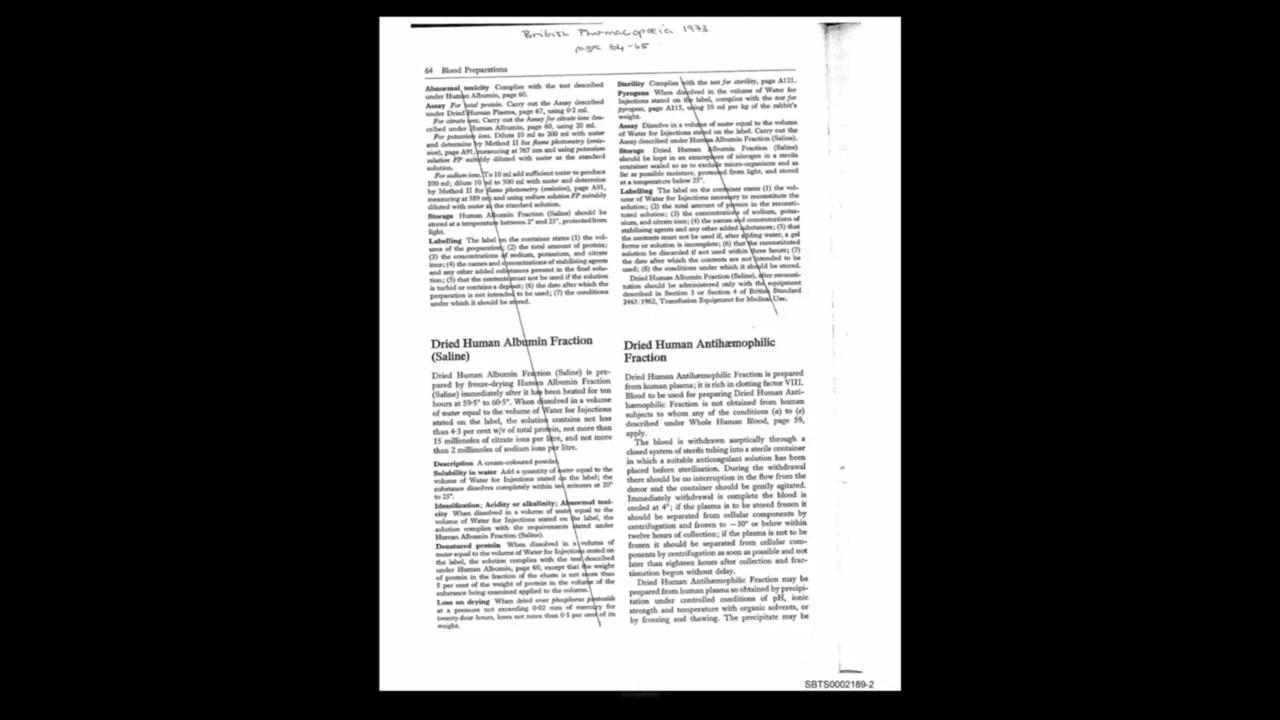 British Pharmacopœia 1973
pages 64-65
64 Blood Preparations
Abnormal toxicity Complies with the test described
under Human Albumin, page 60.
Assay For total protein. Carry out the Assay described
under Dried Human Plasma, page 67, using 0·2 ml.
For citrate ions. Carry out the Assay for citrate ions des-
cribed under Human Albumin, page 60, using 20 ml.
For potassium ions. Dilute 10 ml to 200 ml with water
and determine by Method II for flame photometry (emis-
sion), page A91, measuring at 767 nm and using potassium
solution FP suitably diluted with water as the standard
solution.
For sodium ions. To 10 ml add sufficient water to produce
100 ml; dilute 10 ml to 500 ml with water and determine
by Method II for flame photometry (emission), page A91,
measuring at 589 nm and using sodium solution FP suitably
diluted with water as the standard solution.
Storage Human Albumin Fraction (Saline) should be
stored at a temperature between 2° and 25°, protected from
light.
Labelling The label on the container states (1) the vol-
ume of the preparation; (2) the total amount of protein;
(3) the concentrations of sodium, potassium, and citrate
ions; (4) the names and concentrations of stabilising agents
and any other added substances present in the final solu-
tion; (5) that the contents must not be used if the solution
is turbid or contains a deposit; (6) the date after which the
preparation is not intended to be used; (7) the conditions
under which it should be stored.
Dried Human Albumin Fraction
(Saline)
Dried Human Albumin Fraction (Saline) is pre-
pared by freeze-drying Human Albumin Fraction
(Saline) immediately after it has been heated for ten
hours at 59·5° to 60·5°. When dissolved in a volume
of water equal to the volume of Water for Injections
stated on the label, the solution contains not less
than 4·3 per cent w/v of total protein, not more than
15 millimoles of citrate ions per litre, and not more
than 2 millimoles of sodium ions per litre.
Description A cream-coloured powder.
Solubility in water Add a quantity of water equal to the
volume of Water for Injections stated on the label; the
substance dissolves completely within ten minutes at 20°
to 25°.
Identification; Acidity or alkalinity; Abnormal toxi-
city When dissolved in a volume of water equal to the
volume of Water for Injections stated on the label, the
solution complies with the requirements stated under
Human Albumin Fraction (Saline).
Denatured protein When dissolved in a volume of
water equal to the volume of Water for Injections stated on
the label, the solution complies with the test described
under Human Albumin, page 60, except that the weight
of protein in the fraction of the eluate is not more than
5 per cent of the weight of protein in the volume of the
substance being examined applied to the column.
Loss on drying When dried over phosphorus pentoxide
at a pressure not exceeding 0·02 mm of mercury for
twenty-four hours, loses not more than 0·5 per cent of its
weight.
Sterility Complies with the test for sterility, page A121.
Pyrogens When dissolved in the volume of Water for
Injections stated on the label, complies with the test for
pyrogens, page A115, using 10 ml per kg of the rabbit's
weight.
Assay Dissolve in a volume of water equal to the volume
of Water for Injections stated on the label. Carry out the
Assay described under Human Albumin Fraction (Saline).
Storage Dried Human Albumin Fraction (Saline)
should be kept in an atmosphere of nitrogen in a sterile
container sealed so as to exclude micro-organisms and as
far as possible moisture, protected from light, and stored
at a temperature below 25°.
Labelling The label on the container states (1) the vol-
ume of Water for Injections necessary to reconstitute the
solution; (2) the total amount of protein in the reconsti-
tuted solution; (3) the concentrations of sodium, potas-
sium, and citrate ions; (4) the names and concentrations of
stabilising agents and any other added substances; (5) that
the contents must not be used if, after adding water, a gel
forms or solution is incomplete; (6) that the reconstituted
solution be discarded if not used within three hours; (7)
the date after which the contents are not intended to be
used; (8) the conditions under which it should be stored.
Dried Human Albumin Fraction (Saline), after reconsti-
tution should be administered only with the equipment
described in Section 3 or Section 4 of British Standard
2463:1962, Transfusion Equipment for Medical Use.
Dried Human Antihæmophilic
Fraction
Dried Human Antihæmophilic Fraction is prepared
from human plasma; it is rich in clotting factor VIII.
Blood to be used for preparing Dried Human Anti-
hæmophilic Fraction is not obtained from human
subjects to whom any of the conditions (a) to (e)
described under Whole Human Blood, page 59,
apply.
The blood is withdrawn aseptically through a
closed system of sterile tubing into a sterile container
in which a suitable anticoagulant solution has been
placed before sterilisation. During the withdrawal
there should be no interruption in the flow from the
donor and the container should be gently agitated.
Immediately withdrawal is complete the blood is
cooled at 4°; if the plasma is to be stored frozen it
should be separated from cellular components by
centrifugation and frozen to −30° or below within
twelve hours of collection; if the plasma is not to be
frozen it should be separated from cellular com-
ponents by centrifugation as soon as possible and not
later than eighteen hours after collection and frac-
tionation begun without delay.
Dried Human Antihæmophilic Fraction may be
prepared from human plasma so obtained by precipi-
tation under controlled conditions of pH, ionic
strength and temperature with organic solvents, or
by freezing and thawing. The precipitate may be
SBTS0002189-2